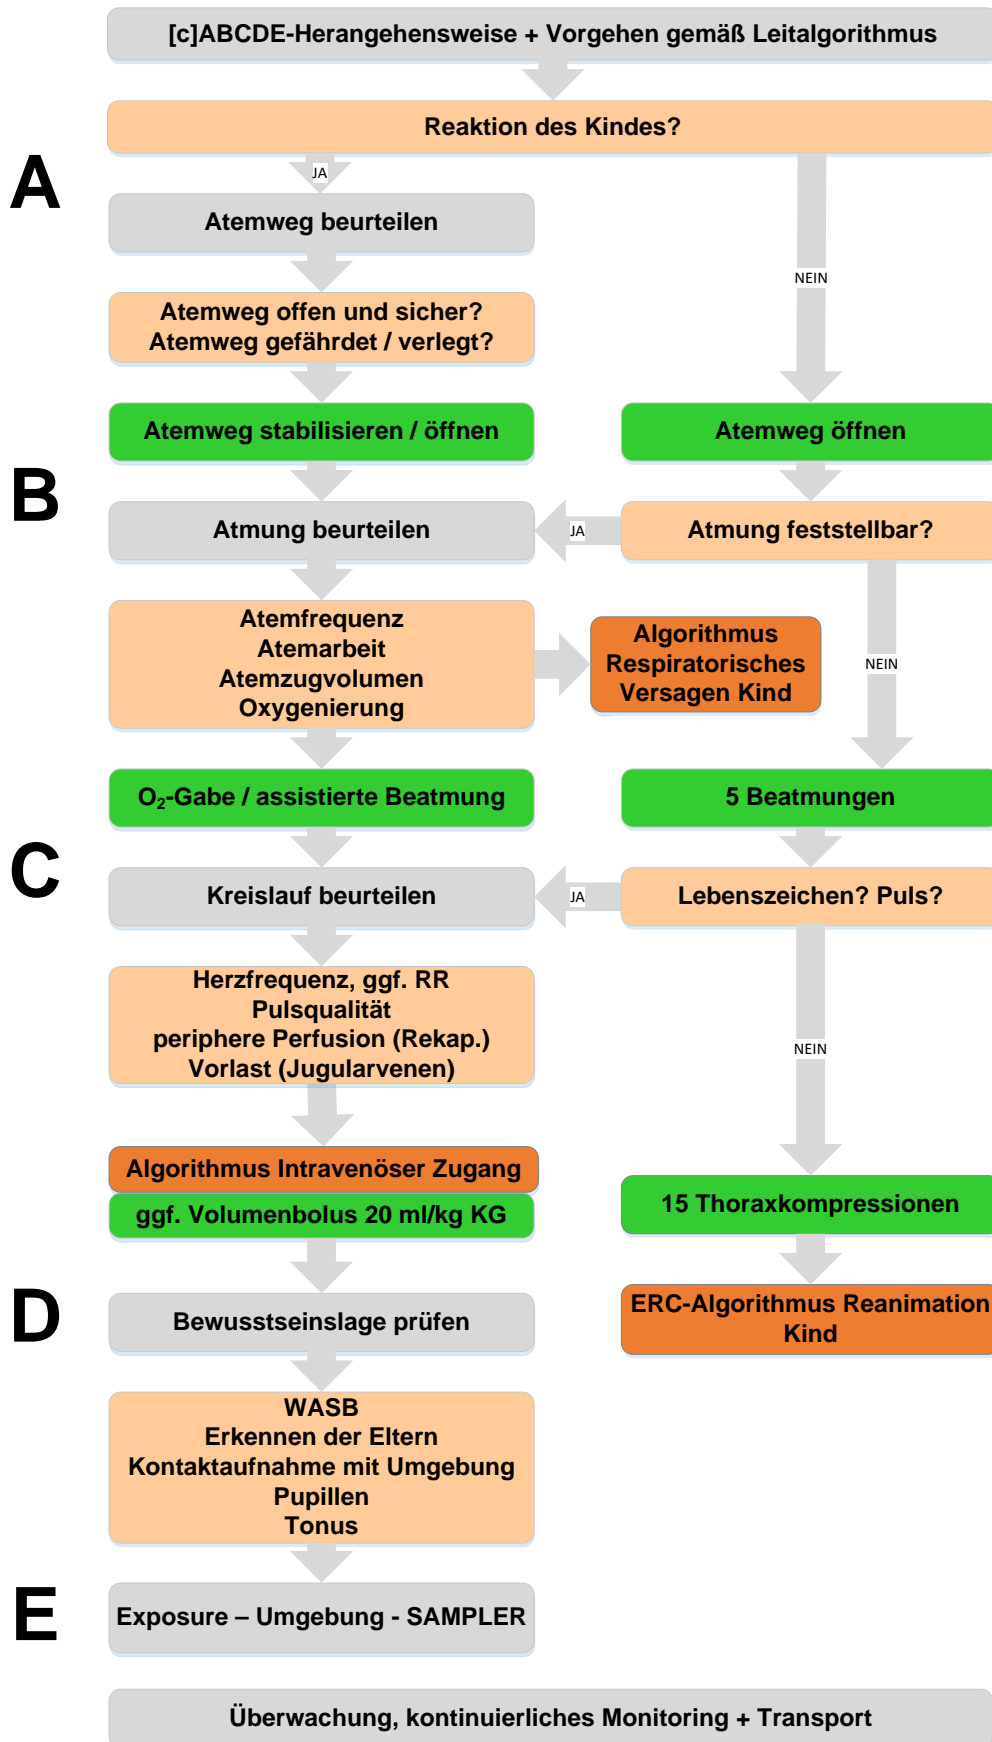 [c]ABCDE-Herangehensweise + Vorgehen gemäß Leitalgorithmus
Reaktion des Kindes?
A
JA
Atemweg beurteilen
NEIN
Atemweg offen und sicher?
Atemweg gefährdet / verlegt?
Atemweg stabilisieren / öffnen
Atemweg öffnen
B
Atmung beurteilen
JA
Atmung feststellbar?
Atemfrequenz
Atemarbeit
Atemzugvolumen
Oxygenierung
Algorithmus
Respiratorisches
Versagen Kind
NEIN
O₂-Gabe / assistierte Beatmung
5 Beatmungen
C
Kreislauf beurteilen
JA
Lebenszeichen? Puls?
Herzfrequenz, ggf. RR
Pulsqualität
periphere Perfusion (Rekap.)
Vorlast (Jugularvenen)
NEIN
Algorithmus Intravenöser Zugang
ggf. Volumenbolus 20 ml/kg KG
15 Thoraxkompressionen
D
Bewusstseinslage prüfen
ERC-Algorithmus Reanimation
Kind
WASB
Erkennen der Eltern
Kontaktaufnahme mit Umgebung
Pupillen
Tonus
E
Exposure – Umgebung - SAMPLER
Überwachung, kontinuierliches Monitoring + Transport